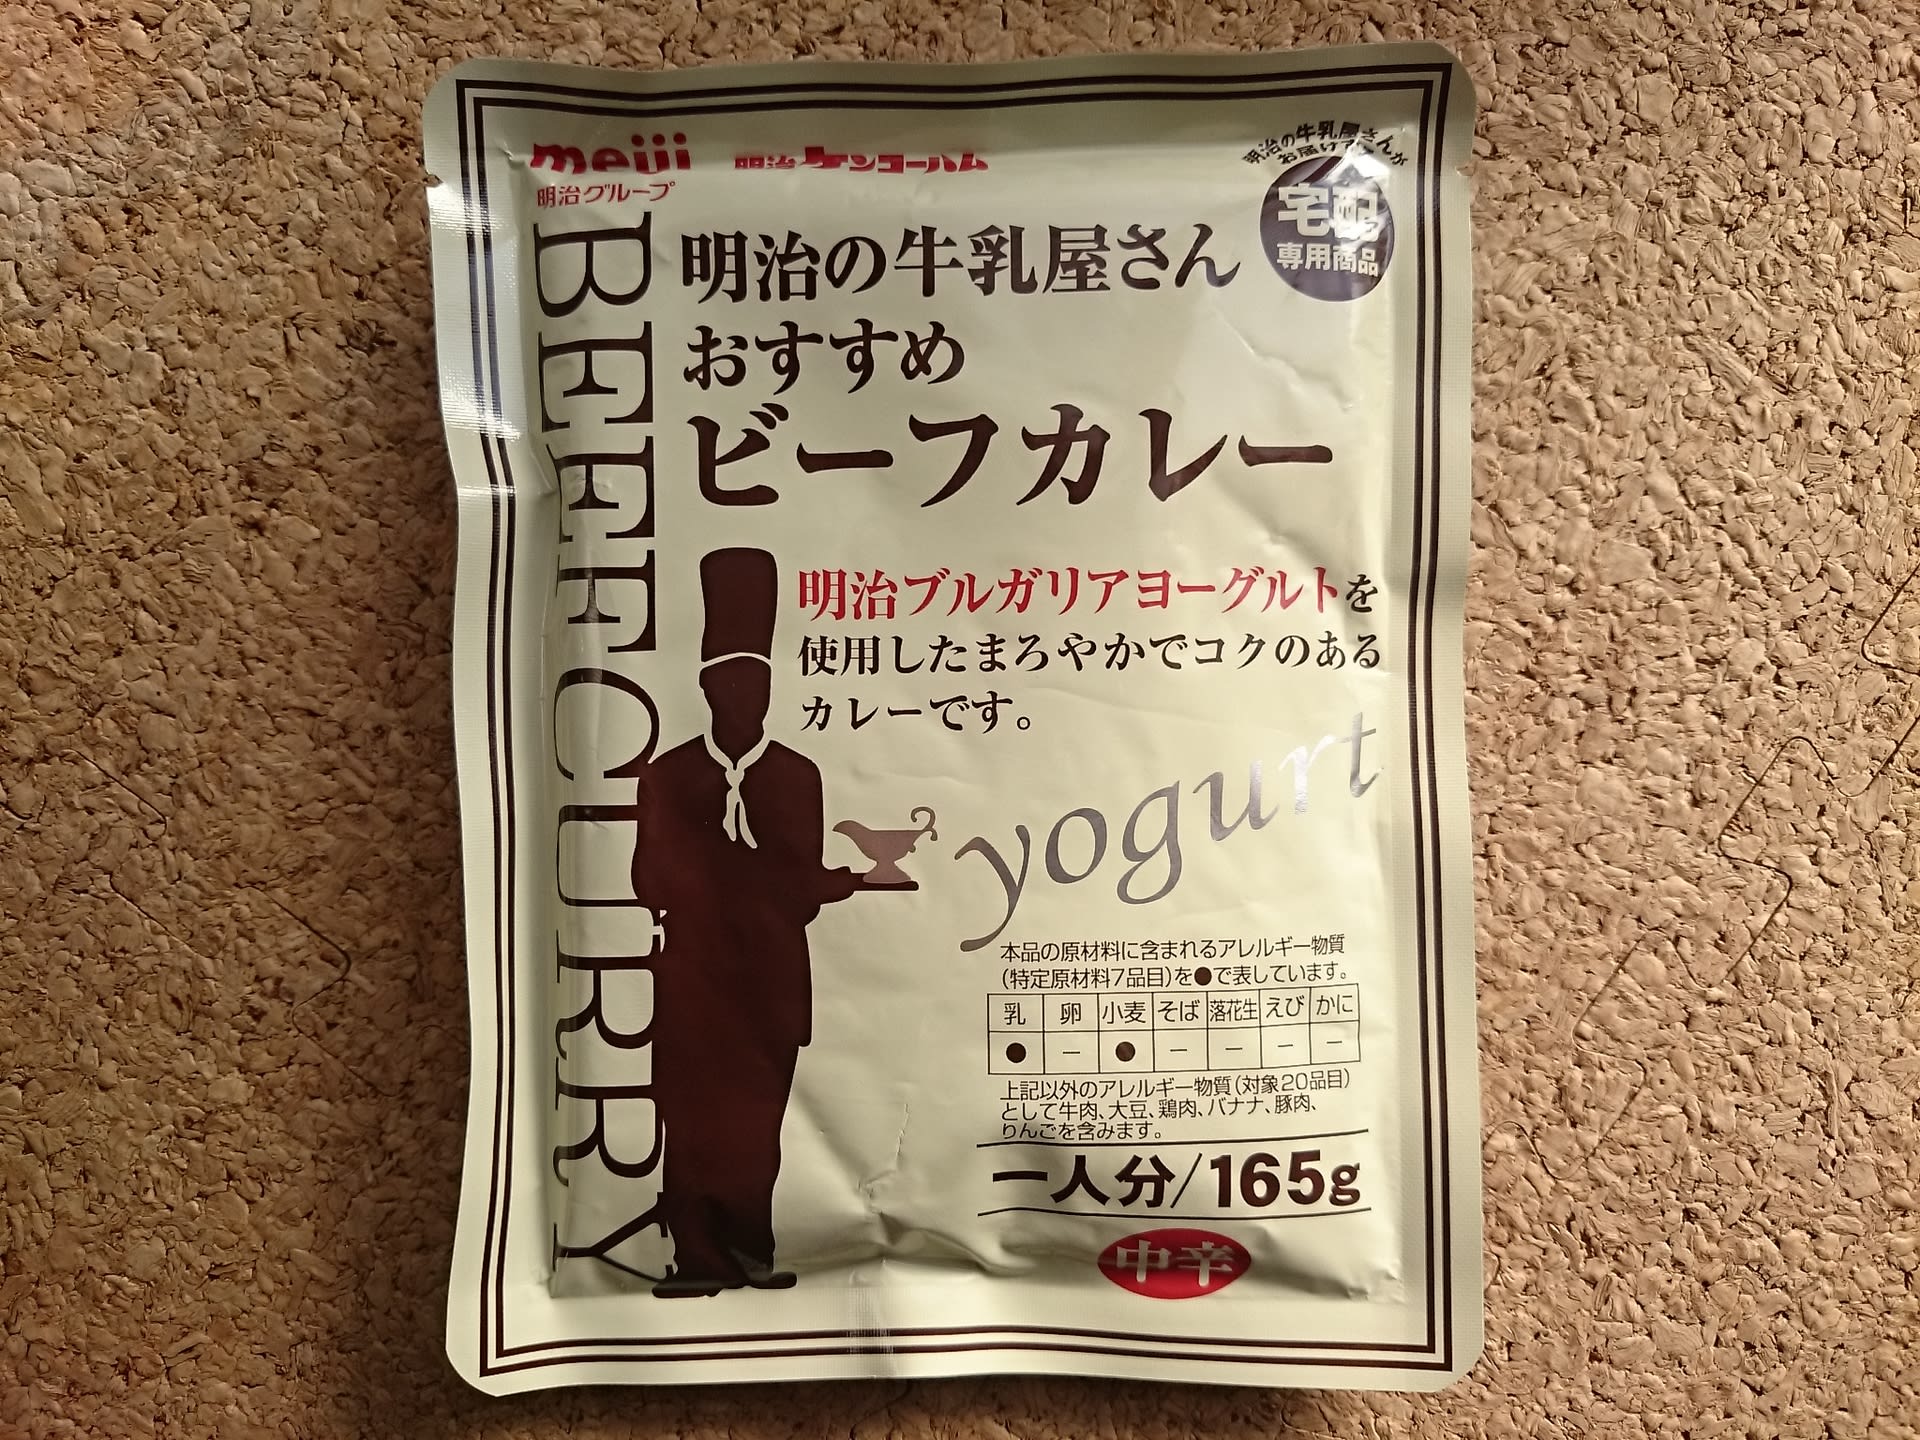 meiji
明治グループ
明治ケンコーハム
明治の牛乳屋さんが
お届けする
宅配
専用商品
BEEF CURRY
明治の牛乳屋さん
おすすめ
ビーフカレー
明治ブルガリアヨーグルトを
使用したまろやかでコクのある
カレーです。
yogurt
本品の原材料に含まれるアレルギー物質
(特定原材料7品目)を●で表しています。
乳 卵 小麦 そば 落花生 えび かに
● － ● － － － －
上記以外のアレルギー物質(対象20品目)
として牛肉、大豆、鶏肉、バナナ、豚肉、
りんごを含みます。
一人分/165g
中辛